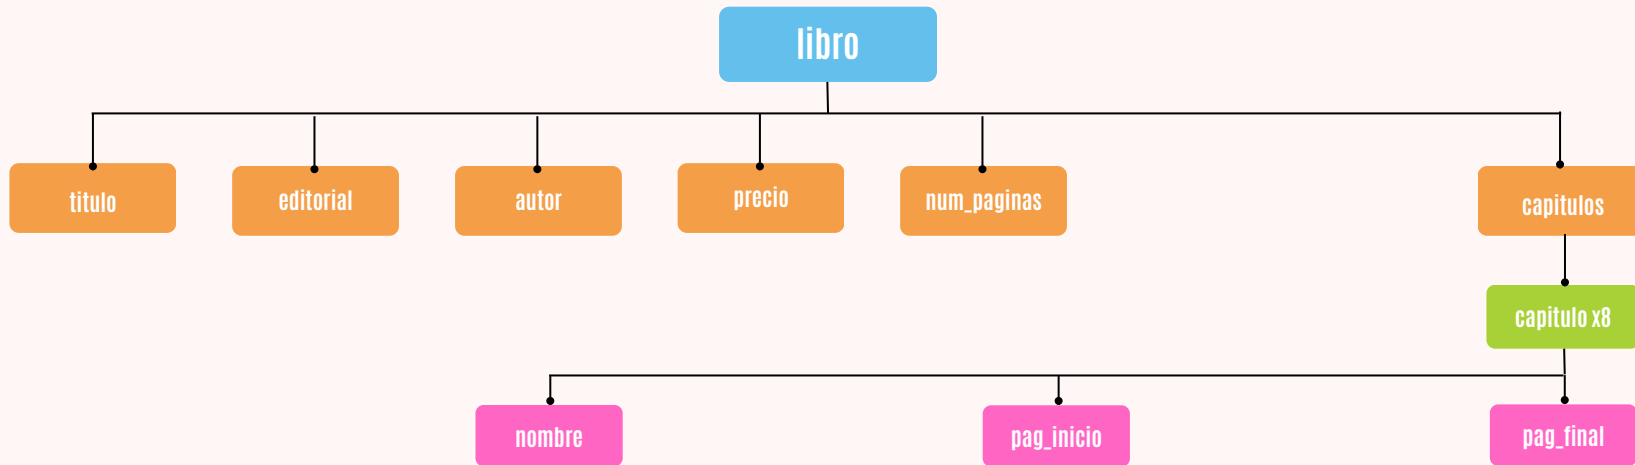 libro
titulo
editorial
autor
precio
num_paginas
capitulos
capitulo x8
nombre
pag_inicio
pag_final